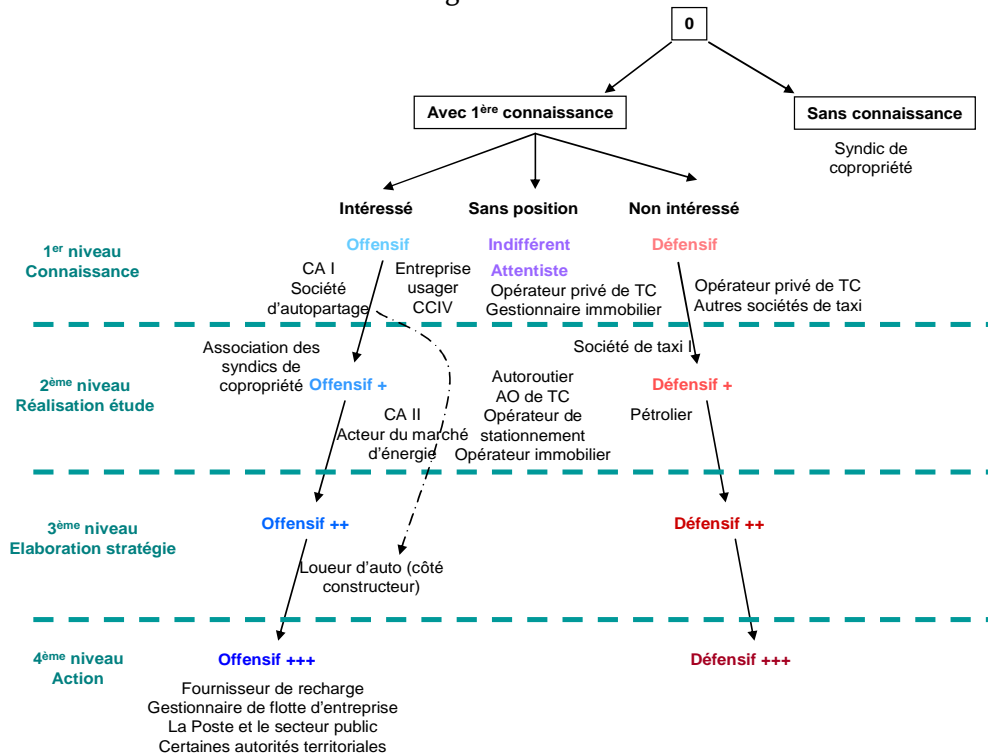 0
Avec 1ère connaissance
Sans connaissance
Syndic de
copropriété
Intéressé
Sans position
Non intéressé
1er niveau
Connaissance
Offensif
Indifférent
Défensif
Attentiste
CA I
Société
d'autopartage
Entreprise
usager
CCIV
Opérateur privé de TC
Gestionnaire immobilier
Opérateur privé de TC
Autres sociétés de taxi
2ème niveau
Réalisation étude
Association des
syndics de
copropriété
Offensif +
CA II
Acteur du marché
d'énergie
Autoroutier
AO de TC
Opérateur de
stationnement
Opérateur immobilier
Société de taxi I
Défensif +
Pétrolier
3ème niveau
Elaboration stratégie
Offensif ++
Défensif ++
Loueur d'auto (côté
constructeur)
4ème niveau
Action
Offensif +++
Défensif +++
Fournisseur de recharge
Gestionnaire de flotte d'entreprise
La Poste et le secteur public
Certaines autorités territoriales